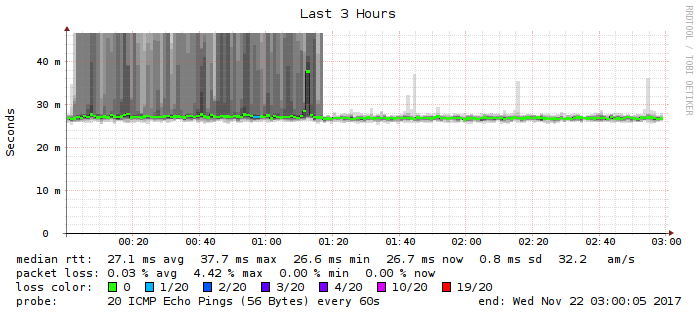 Last 3 Hours
RRDTOOL / TOBI OETIKER
Seconds
40 m
30 m
20 m
10 m
0
00:20 00:40 01:00 01:20 01:40 02:00 02:20 02:40 03:00
median rtt: 27.1 ms avg 37.7 ms max 26.6 ms min 26.7 ms now 0.8 ms sd 32.2 am/s
packet loss: 0.03 % avg 4.42 % max 0.00 % min 0.00 % now
loss color: 0 1/20 2/20 3/20 4/20 10/20 19/20
probe: 20 ICMP Echo Pings (56 Bytes) every 60s end: Wed Nov 22 03:00:05 2017